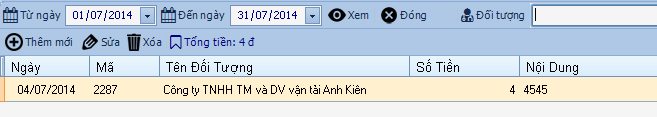 Từ ngày 01/07/2014 Đến ngày 31/07/2014 Xem Đóng Đối tượng
Thêm mới Sửa Xóa Tổng tiền: 4 đ
Ngày Mã Tên Đối Tượng Số Tiền Nội Dung
04/07/2014 2287 Công ty TNHH TM và DV vận tải Anh Kiên 4 4545